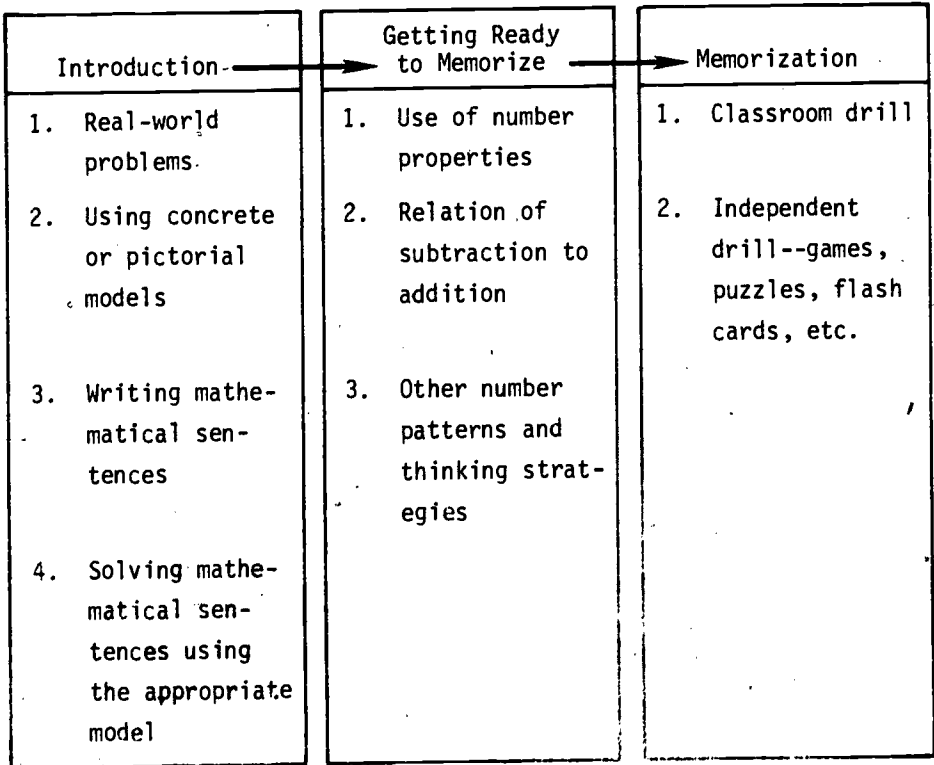 Introduction
1. Real-world
problems.
2. Using concrete
or pictorial
models
3. Writing mathe-
matical sen-
tences
4. Solving mathe-
matical sen-
tences using
the appropriate
model
Getting Ready
to Memorize
1. Use of number
properties
2. Relation of
subtraction to
addition
3. Other number
patterns and
thinking strat-
egies
Memorization
1. Classroom drill
2. Independent
drill--games,
puzzles, flash
cards, etc.